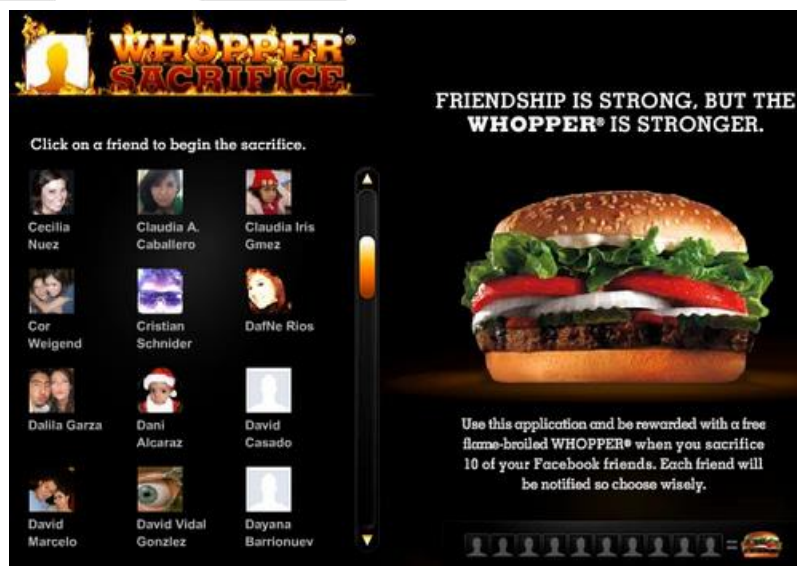 WHOPPER®
SACRIFICE
Click on a friend to begin the sacrifice.
Cecilia
Nuez
Claudia A.
Caballero
Claudia Iris
Gmez
Cor
Weigend
Cristian
Schnider
DafNe Rios
Dalila Garza
Dani
Alcaraz
David
Casado
David
Marcelo
David Vidal
Gonzlez
Dayana
Barrionuev
FRIENDSHIP IS STRONG, BUT THE
WHOPPER® IS STRONGER.
Use this application and be rewarded with a free
flame-broiled WHOPPER® when you sacrifice
10 of your Facebook friends. Each friend will
be notified so choose wisely.
=